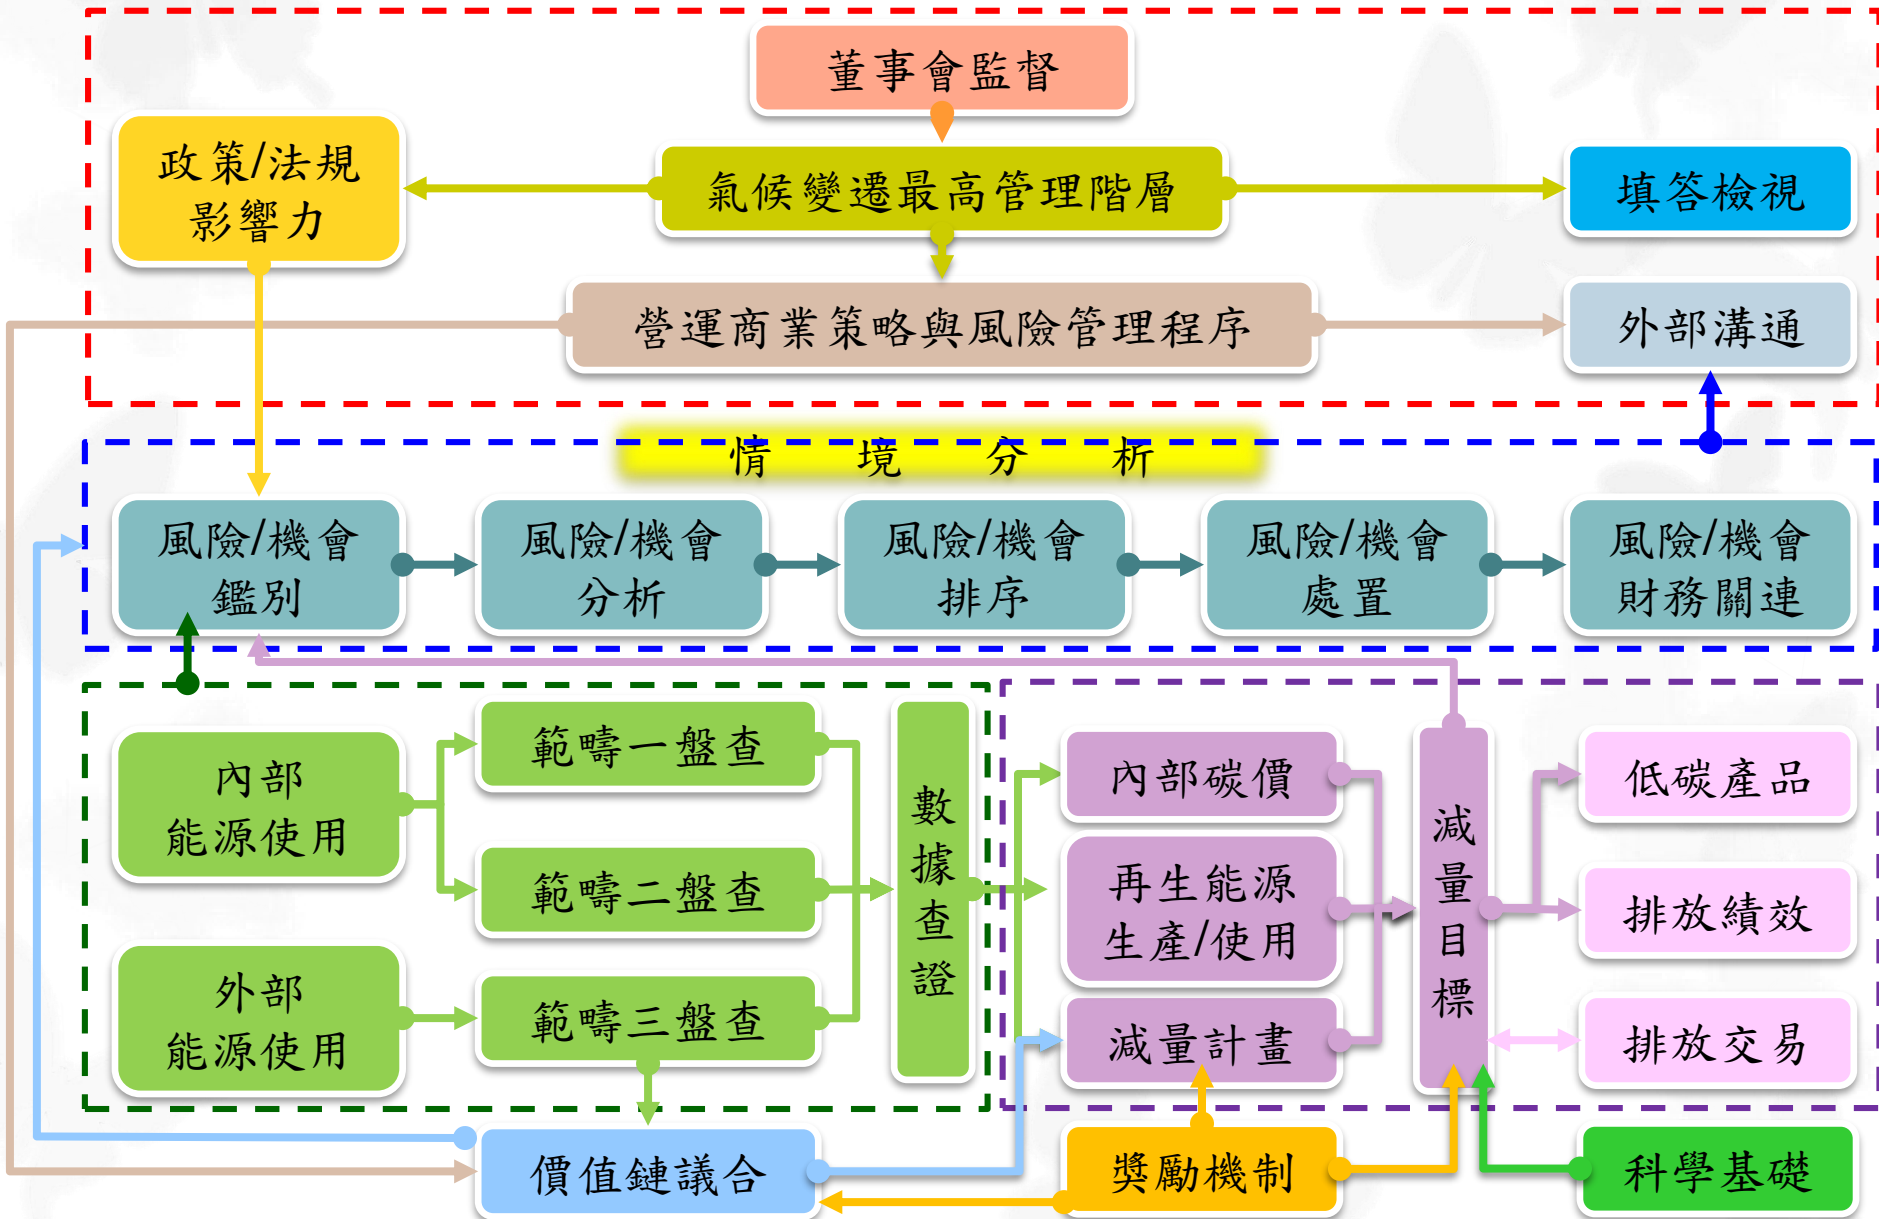 董事會監督
政策/法規
影響力
氣候變遷最高管理階層
填答檢視
營運商業策略與風險管理程序
外部溝通
情境分析
風險/機會
鑑別
風險/機會
分析
風險/機會
排序
風險/機會
處置
風險/機會
財務關連
內部
能源使用
外部
能源使用
範疇一盤查
範疇二盤查
範疇三盤查
數據查證
內部碳價
再生能源
生產/使用
減量計畫
減量目標
低碳產品
排放績效
排放交易
價值鏈議合
獎勵機制
科學基礎